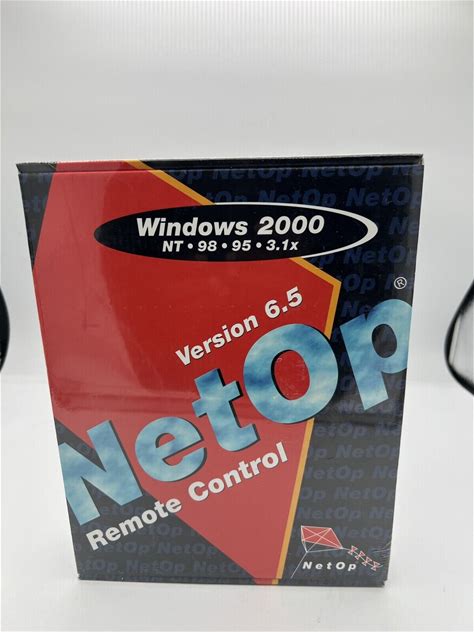 Windows 2000
NT • 98 • 95 • 3.1x
Version 6.5
NetOp®
Remote Control
NetOp